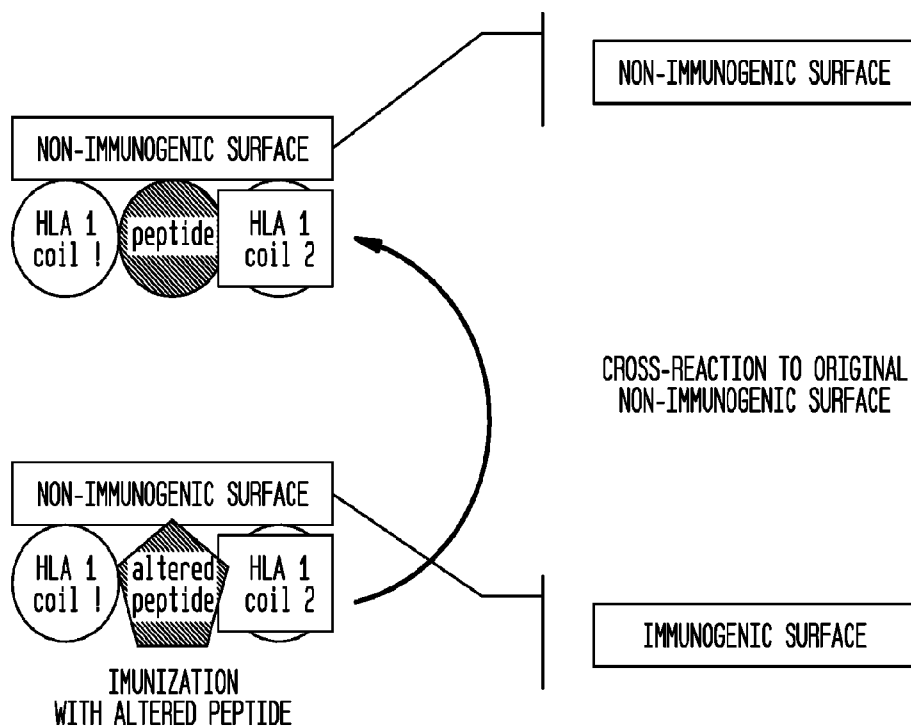 NON-IMMUNOGENIC SURFACE
NON-IMMUNOGENIC SURFACE
HLA 1
coil !
peptide
HLA 1
coil 2
CROSS-REACTION TO ORIGINAL
NON-IMMUNOGENIC SURFACE
NON-IMMUNOGENIC SURFACE
HLA 1
coil !
altered
peptide
HLA 1
coil 2
IMMUNOGENIC SURFACE
IMUNIZATION
WITH ALTERED PEPTIDE